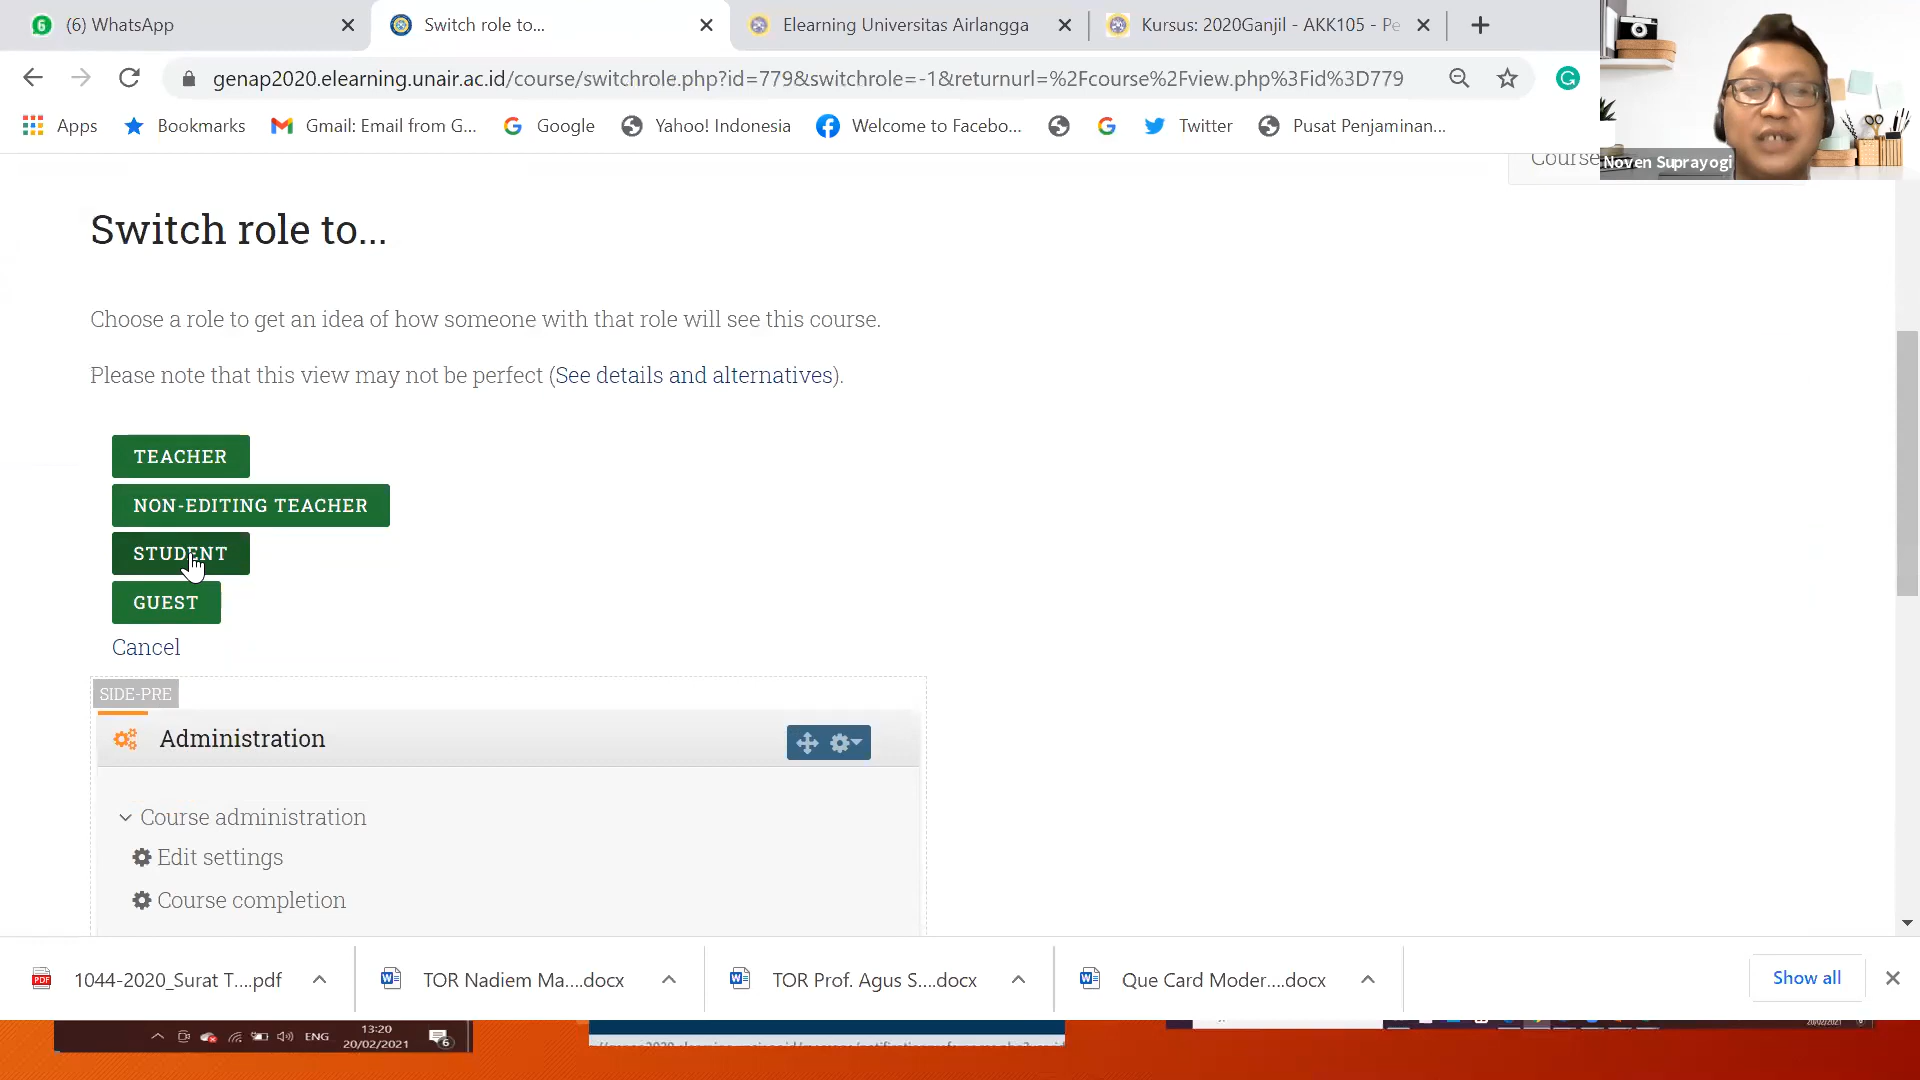 (6) WhatsApp
Switch role to...
Elearning Universitas Airlangga
Kursus: 2020Ganjil - AKK105 - Pe
genap2020.elearning.unair.ac.id/course/switchrole.php?id=779&switchrole=-1&returnurl=%2Fcourse%2Fview.php%3Fid%3D779
Apps
Bookmarks
Gmail: Email from G...
Google
Yahoo! Indonesia
Welcome to Facebo...
Twitter
Pusat Penjaminan...
Course
Noven Suprayogi
Switch role to...
Choose a role to get an idea of how someone with that role will see this course.
Please note that this view may not be perfect (See details and alternatives).
TEACHER
NON-EDITING TEACHER
STUDENT
GUEST
Cancel
SIDE-PRE
Administration
Course administration
Edit settings
Course completion
1044-2020_Surat T....pdf
TOR Nadiem Ma....docx
TOR Prof. Agus S....docx
Que Card Moder....docx
Show all
ENG
13:20
20/02/2021
6